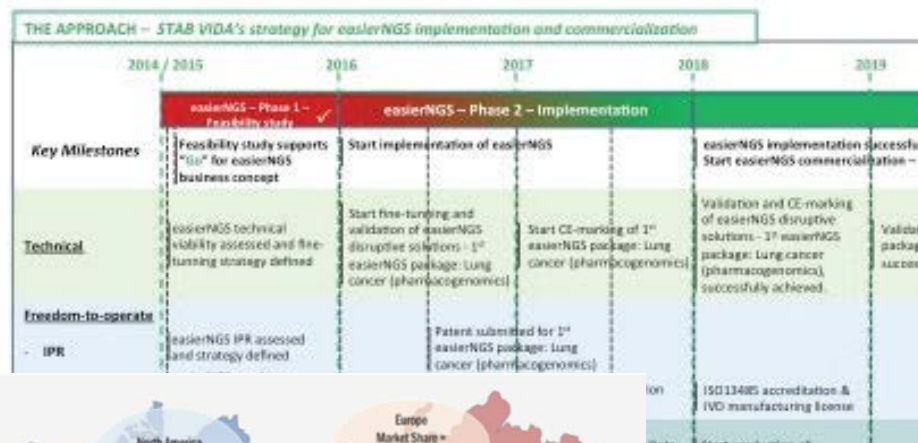 THE APPROACH – STAB VIDA's strategy for easierNGS implementation and commercialization
2014 / 2015
2016
2017
2018
2019
easierNGS – Phase 1 –
Feasibility study
easierNGS – Phase 2 – Implementation
Key Milestones
Feasibility study supports
"Go" for easierNGS
business concept
Start implementation of easierNGS
easierNGS implementation
Start easierNGS commercialization –
Technical
easierNGS technical
viability assessed and fine-
tunning strategy defined
Start fine-tunning and
validation of easierNGS
disruptive solutions - 1st
easierNGS package: Lung
cancer (pharmacogenomics)
Start CE-marking of 1st
easierNGS package: Lung
cancer (pharmacogenomics)
Validation and CE-marking
of easierNGS disruptive
solutions - 1st easierNGS
package: Lung cancer
(pharmacogenomics),
successfully achieved.
Freedom-to-operate
- IPR
easierNGS IPR assessed
and strategy defined
Patent submitted for 1st
easierNGS package: Lung
cancer (pharmacogenomics)
ISO13485 accreditation &
IVD manufacturing license
North America
Europe
Market Share =